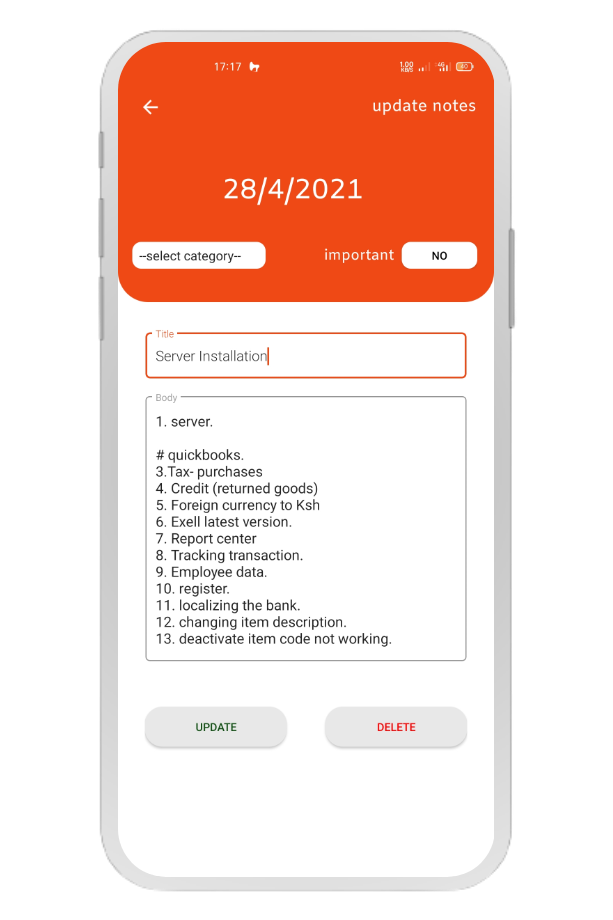 17:17
1.00 KB/S 4G
update notes
28/4/2021
--select category--
important
NO
Title
Server Installation
Body
1. server.
# quickbooks.
3.Tax- purchases
4. Credit (returned goods)
5. Foreign currency to Ksh
6. Exell latest version.
7. Report center
8. Tracking transaction.
9. Employee data.
10. register.
11. localizing the bank.
12. changing item description.
13. deactivate item code not working.
UPDATE
DELETE